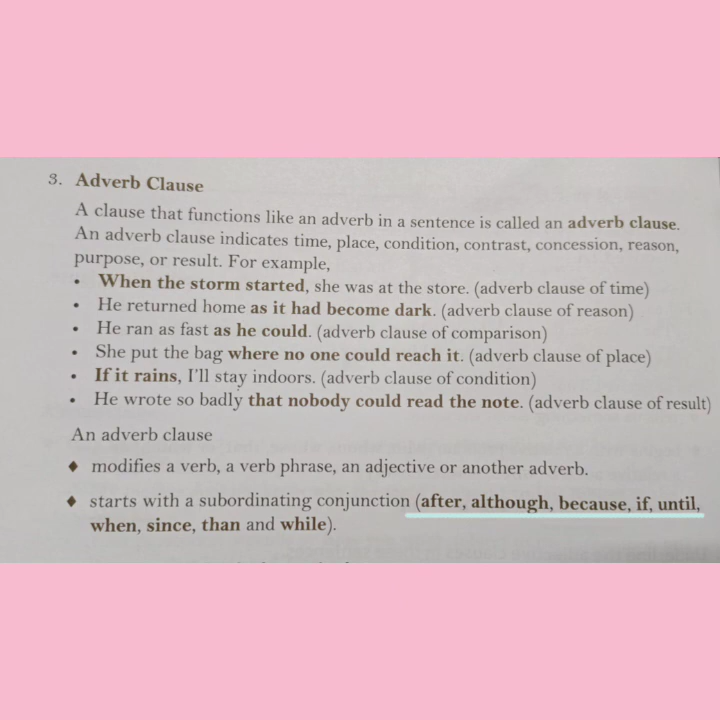 3. Adverb Clause
A clause that functions like an adverb in a sentence is called an adverb clause.
An adverb clause indicates time, place, condition, contrast, concession, reason,
purpose, or result. For example,
• When the storm started, she was at the store. (adverb clause of time)
• He returned home as it had become dark. (adverb clause of reason)
• He ran as fast as he could. (adverb clause of comparison)
• She put the bag where no one could reach it. (adverb clause of place)
• If it rains, I'll stay indoors. (adverb clause of condition)
• He wrote so badly that nobody could read the note. (adverb clause of result)
An adverb clause
♦ modifies a verb, a verb phrase, an adjective or another adverb.
♦ starts with a subordinating conjunction (after, although, because, if, until,
when, since, than and while).